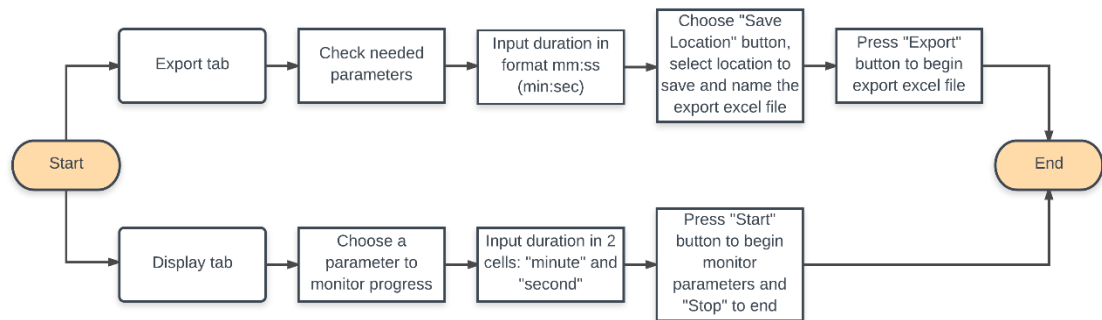 Export tab
Check needed
parameters
Input duration in
format mm:ss
(min:sec)
Choose "Save
Location" button,
select location to
save and name the
export excel file
Press "Export"
button to begin
export excel file
Start
End
Display tab
Choose a
parameter to
monitor progress
Input duration in 2
cells: "minute" and
"second"
Press "Start"
button to begin
monitor
parameters and
"Stop" to end